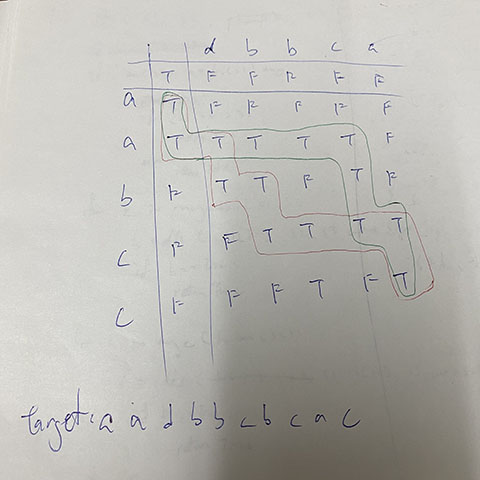 d b b c a
T F F F F F
a T F F F F F
a T T T T T F
b F T T F T F
c F F T T T T
c F F F T F T
target: a a d b b c b c a c